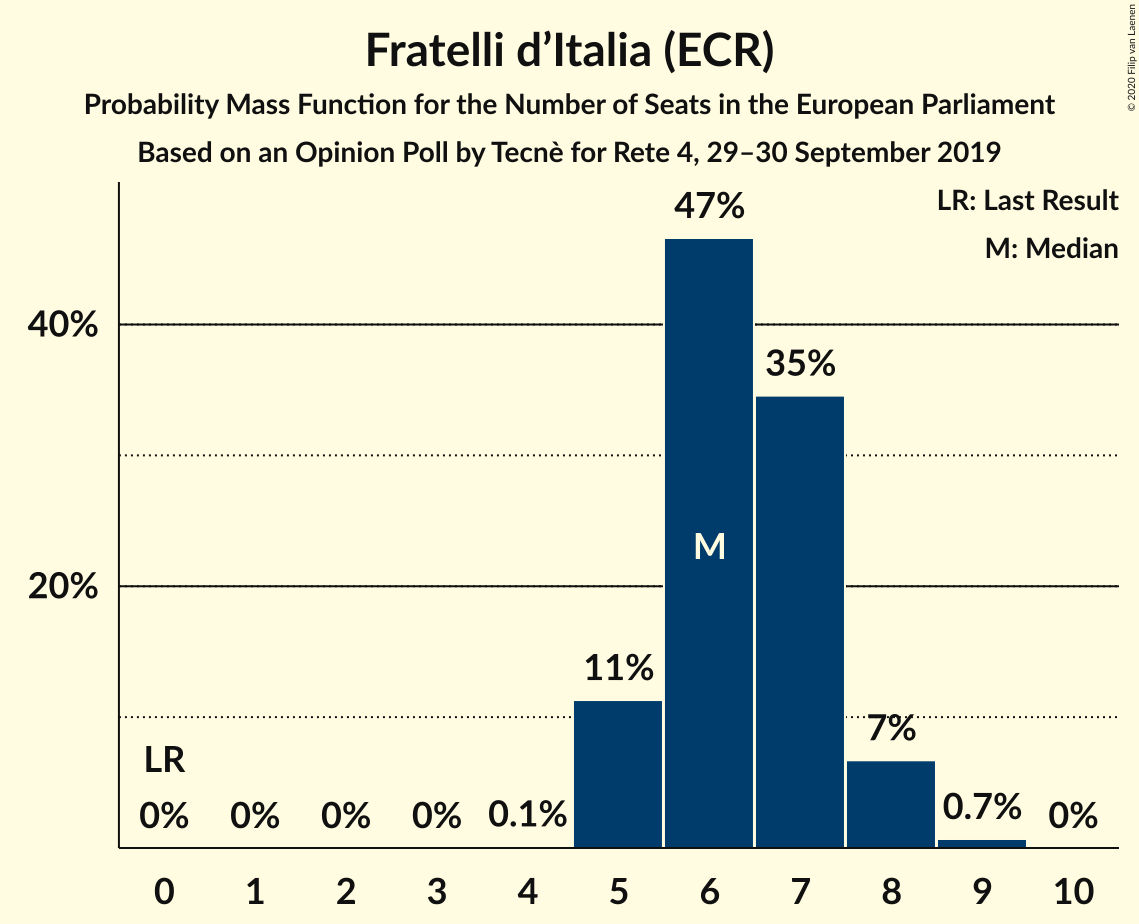 Fratelli d’Italia (ECR)
Probability Mass Function for the Number of Seats in the European Parliament
Based on an Opinion Poll by Tecnè for Rete 4, 29–30 September 2019
© 2020 Filip van Laenen
LR: Last Result
M: Median
47%
40%
35%
M
20%
11%
7%
LR
0% 0% 0% 0% 0.1% 0.7% 0%
0 1 2 3 4 5 6 7 8 9 10